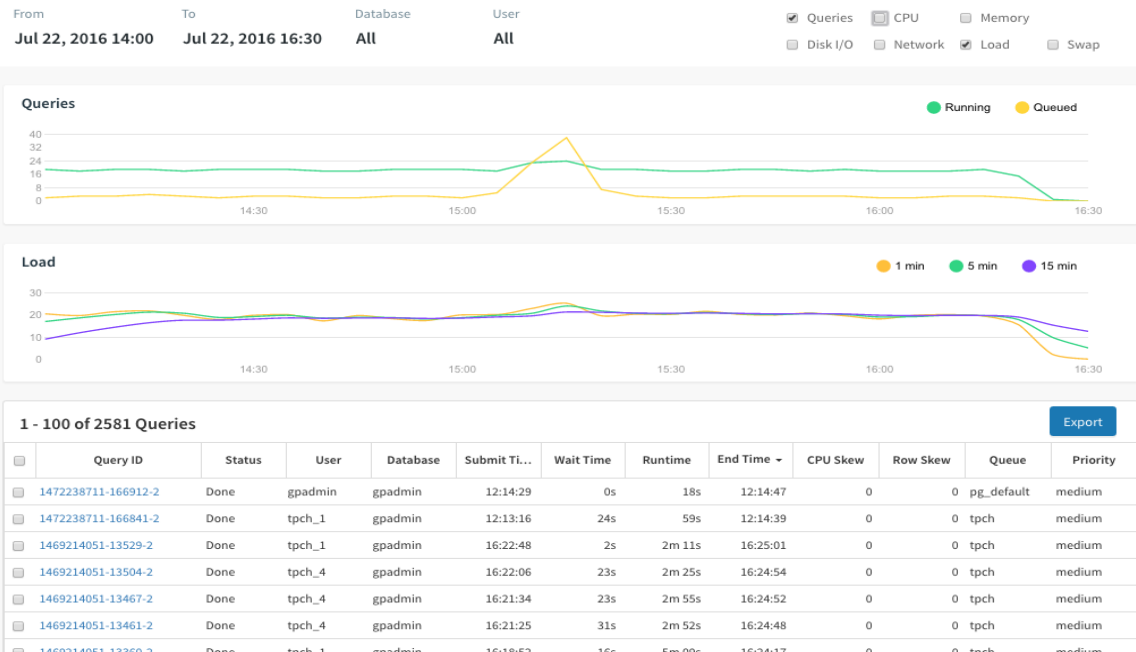 From To Database User
Queries CPU Memory
Jul 22, 2016 14:00 Jul 22, 2016 16:30 All All
Disk I/O Network Load Swap
Queries
Running Queued
40
32
24
16
8
0
14:30 15:00 15:30 16:00 16:30
Load
1 min 5 min 15 min
30
20
10
0
14:30 15:00 15:30 16:00 16:30
1 - 100 of 2581 Queries Export
Query ID Status User Database Submit Ti... Wait Time Runtime End Time CPU Skew Row Skew Queue Priority
1472238711-166912-2 Done gpadmin gpadmin 12:14:29 0s 18s 12:14:47 0 0 pg_default medium
1472238711-166841-2 Done tpch_1 gpadmin 12:13:16 24s 59s 12:14:39 0 0 tpch medium
1469214051-13529-2 Done tpch_1 gpadmin 16:22:48 2s 2m 11s 16:25:01 0 0 tpch medium
1469214051-13504-2 Done tpch_4 gpadmin 16:22:06 23s 2m 25s 16:24:54 0 0 tpch medium
1469214051-13467-2 Done tpch_4 gpadmin 16:21:34 23s 2m 55s 16:24:52 0 0 tpch medium
1469214051-13461-2 Done tpch_4 gpadmin 16:21:25 31s 2m 52s 16:24:48 0 0 tpch medium
Done tpch_1 gpadmin 0 0 tpch medium